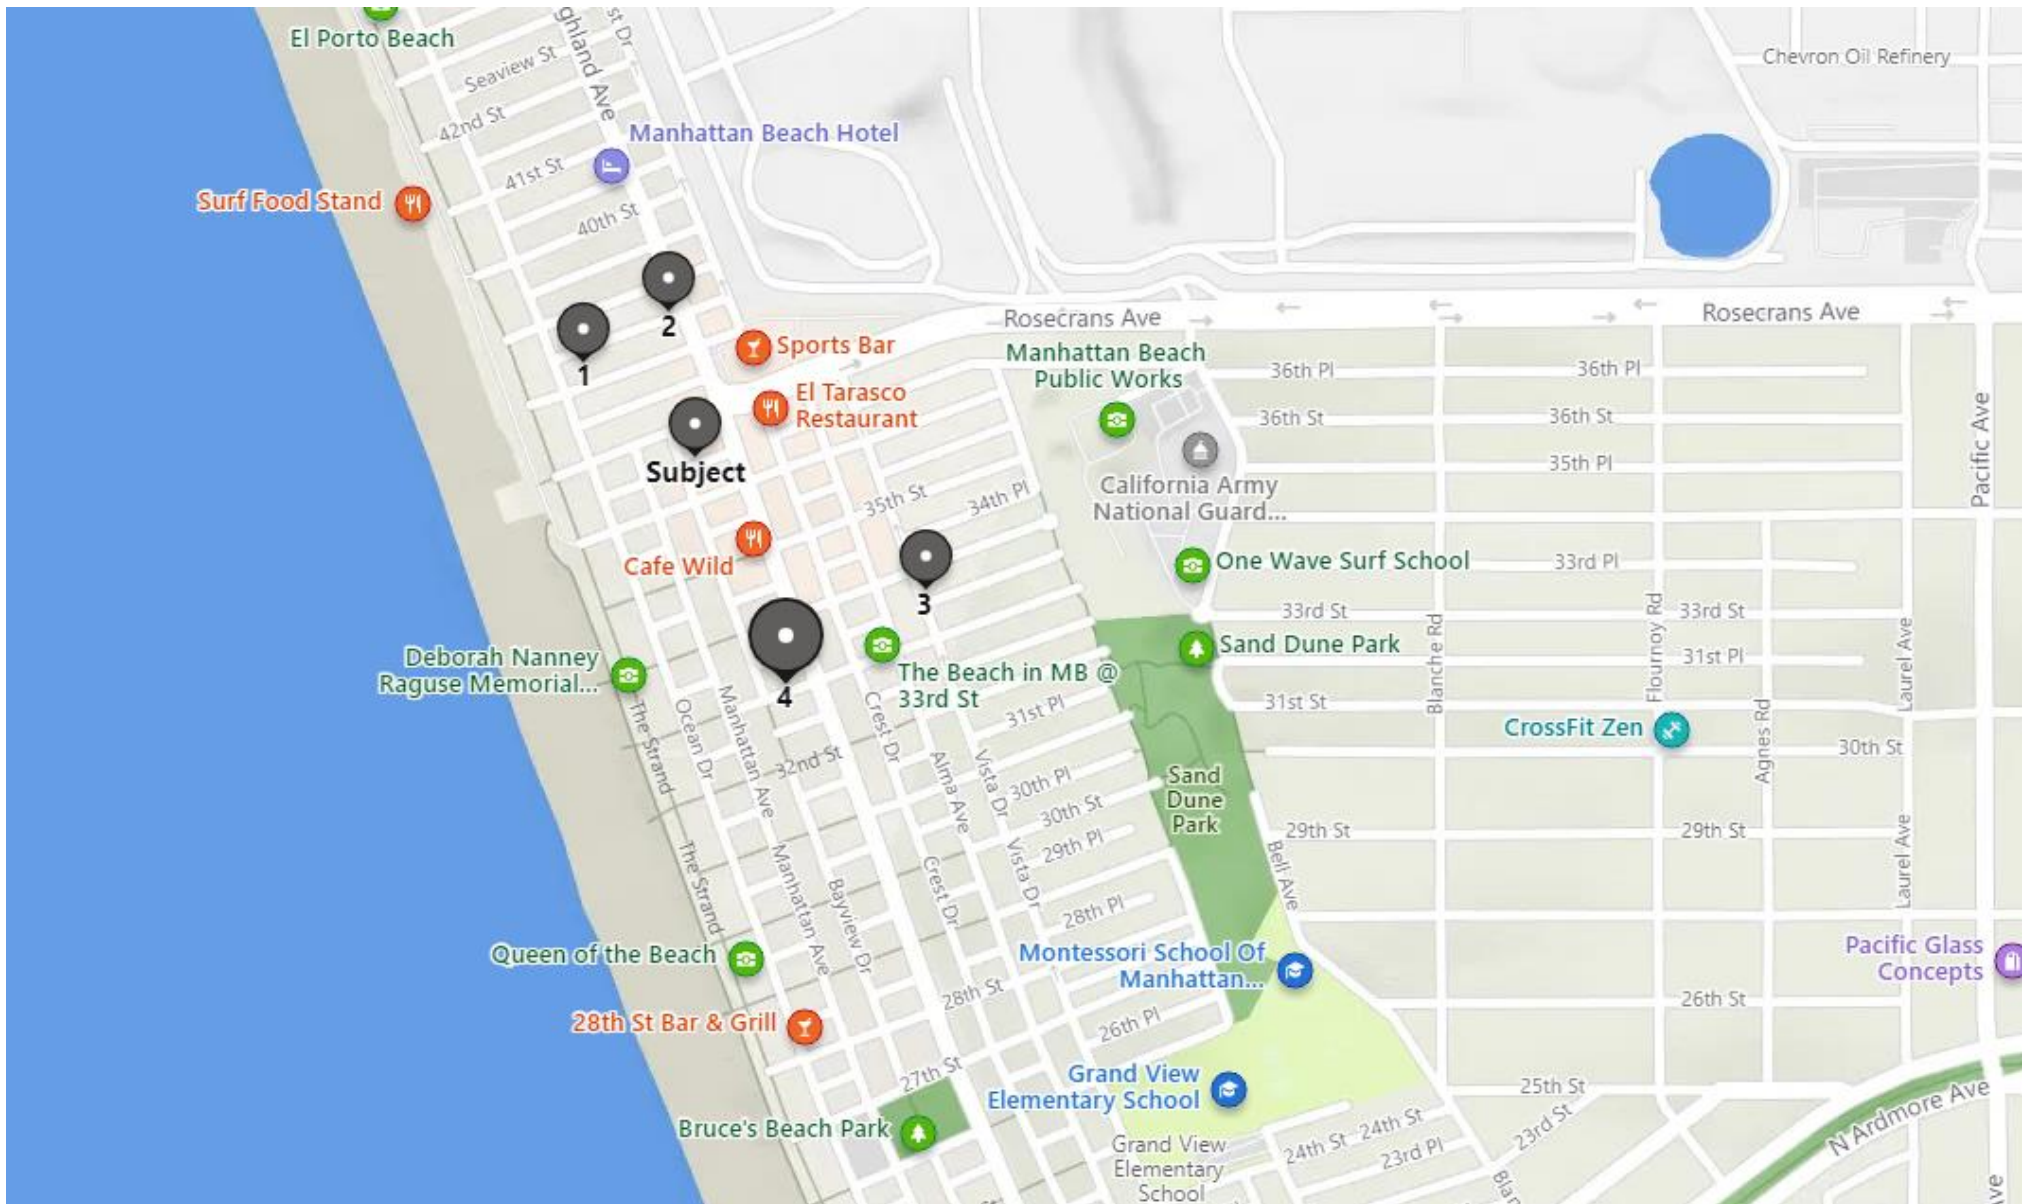 El Porto Beach
ghland Ave
st Dr
Seaview St
42nd St
Manhattan Beach Hotel
41st St
Surf Food Stand
40th St
Chevron Oil Refinery
2
1
Sports Bar
Rosecrans Ave
Rosecrans Ave
Manhattan Beach
Public Works
El Tarasco
Restaurant
Subject
36th Pl
36th Pl
36th St
36th St
35th Pl
Pacific Ave
California Army
National Guard...
35th St
34th Pl
Cafe Wild
3
One Wave Surf School
33rd Pl
33rd St
33rd St
Blanche Rd
Flournoy Rd
Laurel Ave
Sand Dune Park
31st Pl
Deborah Nanney
Raguse Memorial...
4
The Beach in MB @
33rd St
31st St
31st Pl
The Strand
Ocean Dr
Manhattan Ave
Crest Dr
32nd St
Alma Ave
Vista Dr
CrossFit Zen
Agnes Rd
30th St
30th Pl
30th St
29th Pl
Sand
Dune
Park
29th St
29th St
Bell Ave
Laurel Ave
The Strand
Manhattan Ave
Bayview Dr
Crest Dr
Vista Dr
28th Pl
Queen of the Beach
28th St
Montessori School Of
Manhattan...
Pacific Glass
Concepts
28th St Bar & Grill
26th Pl
26th St
27th St
Grand View
Elementary School
25th St
N Ardmore Ave
Bruce's Beach Park
Grand View
Elementary
School
24th St
24th St
23rd Pl
23rd St
Blan
ve